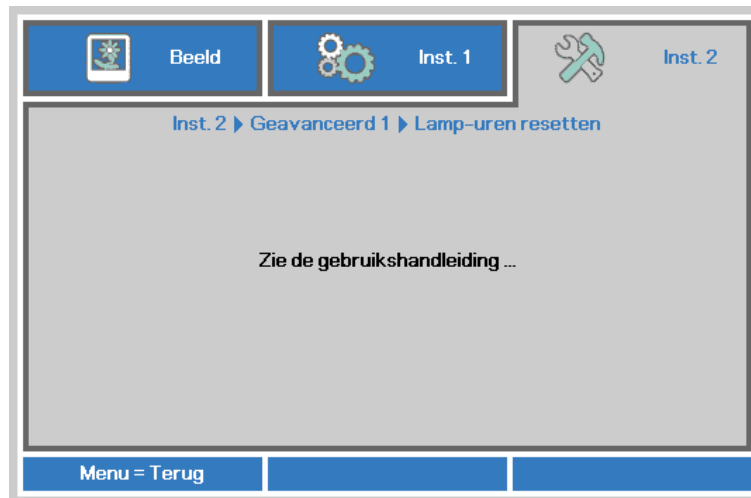 Beeld
Inst. 1
Inst. 2
Inst. 2 ▶ Geavanceerd 1 ▶ Lamp-uren resetten
Zie de gebruikshandleiding ...
Menu = Terug